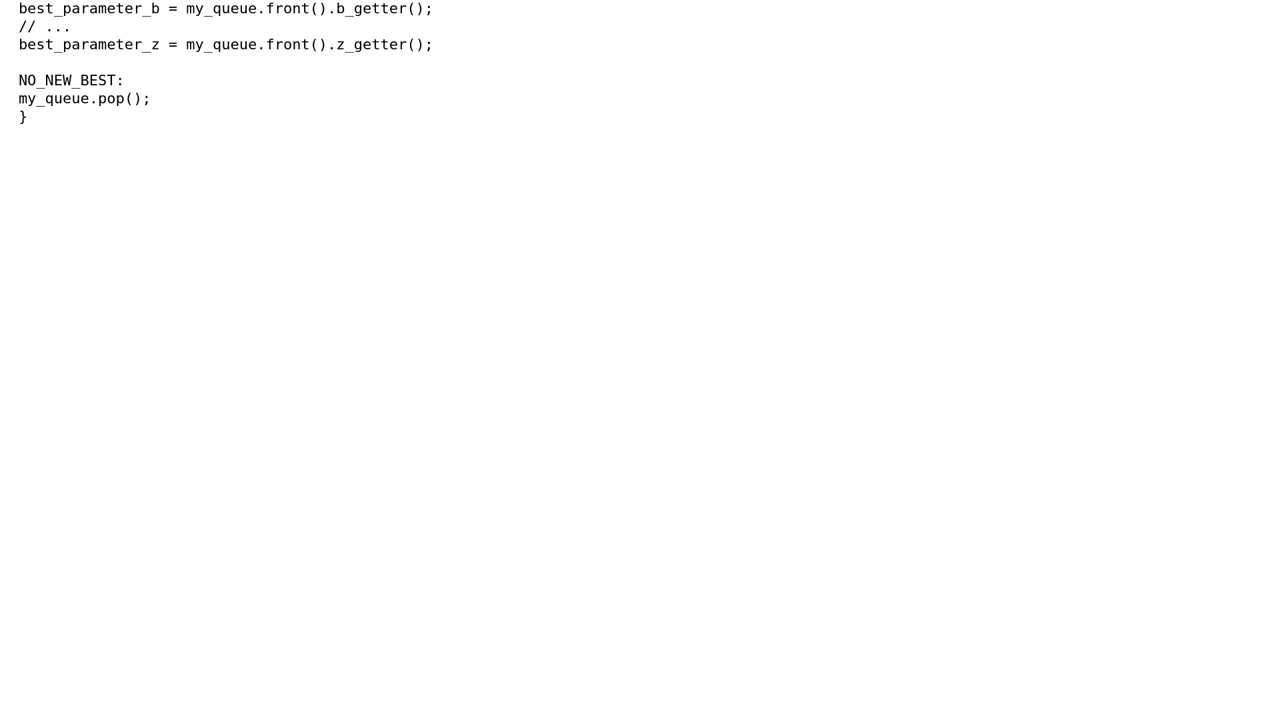 best_parameter_b = my_queue.front().b_getter();
// ...
best_parameter_z = my_queue.front().z_getter();

NO_NEW_BEST:
my_queue.pop();
}